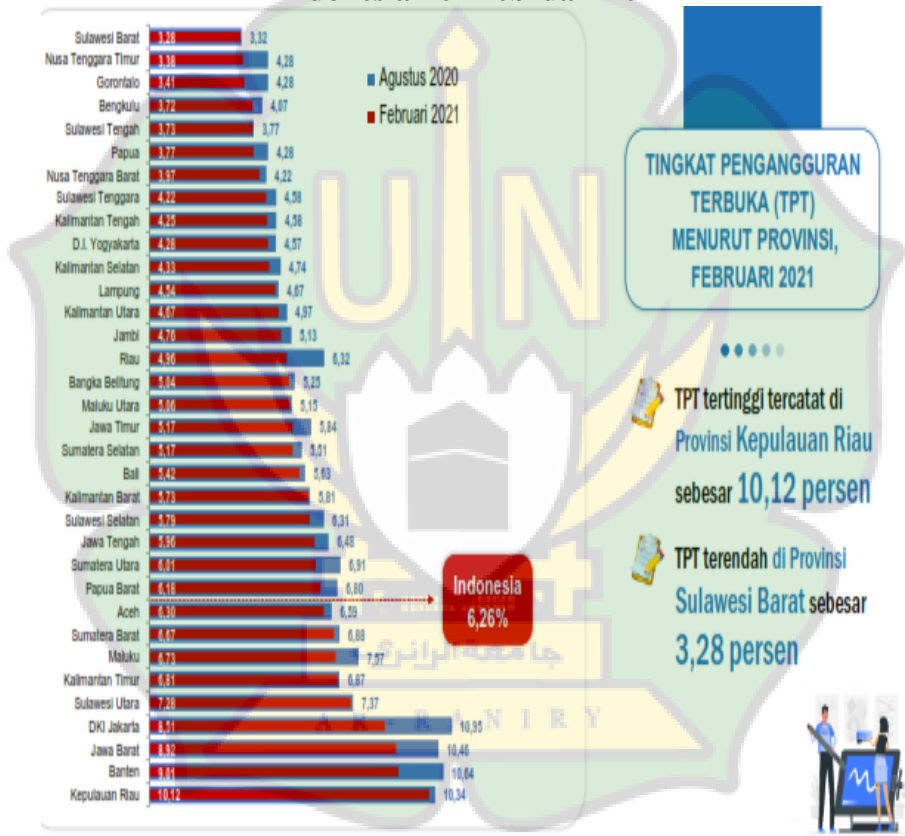 Sulawesi Barat 3,28 3,32
Nusa Tenggara Timur 3,38 4,28
Gorontalo 3,41 4,28
Bengkulu 3,72 4,07
Sulawesi Tengah 3,73 3,77
Papua 3,77 4,28
Nusa Tenggara Barat 3,97 4,22
Sulawesi Tenggara 4,22 4,58
Kalimantan Tengah 4,25 4,58
D.I. Yogyakarta 4,28 4,57
Kalimantan Selatan 4,33 4,74
Lampung 4,54 4,67
Kalimantan Utara 4,67 4,97
Jambi 4,76 5,13
Riau 4,96 6,32
Bangka Belitung 5,04 5,25
Maluku Utara 5,06 5,15
Jawa Timur 5,17 5,84
Sumatera Selatan 5,17 5,51
Bali 5,42 5,63
Kalimantan Barat 5,73 5,81
Sulawesi Selatan 5,79 6,31
Jawa Tengah 5,96 6,48
Sumatera Utara 6,01 6,91
Papua Barat 6,18 6,80
Aceh 6,30 6,59
Sumatera Barat 6,67 6,88
Maluku 6,73 7,57
Kalimantan Timur 6,81 6,87
Sulawesi Utara 7,28 7,37
DKI Jakarta 8,51 10,95
Jawa Barat 8,92 10,46
Banten 9,01 10,64
Kepulauan Riau 10,12 10,34
Agustus 2020
Februari 2021
Indonesia
6,26%
TINGKAT PENGANGGURAN
TERBUKA (TPT)
MENURUT PROVINSI,
FEBRUARI 2021
TPT tertinggi tercatat di
Provinsi Kepulauan Riau
sebesar 10,12 persen
TPT terendah di Provinsi
Sulawesi Barat sebesar
3,28 persen
UIN
جامعة الرانري
AR-RANIRY